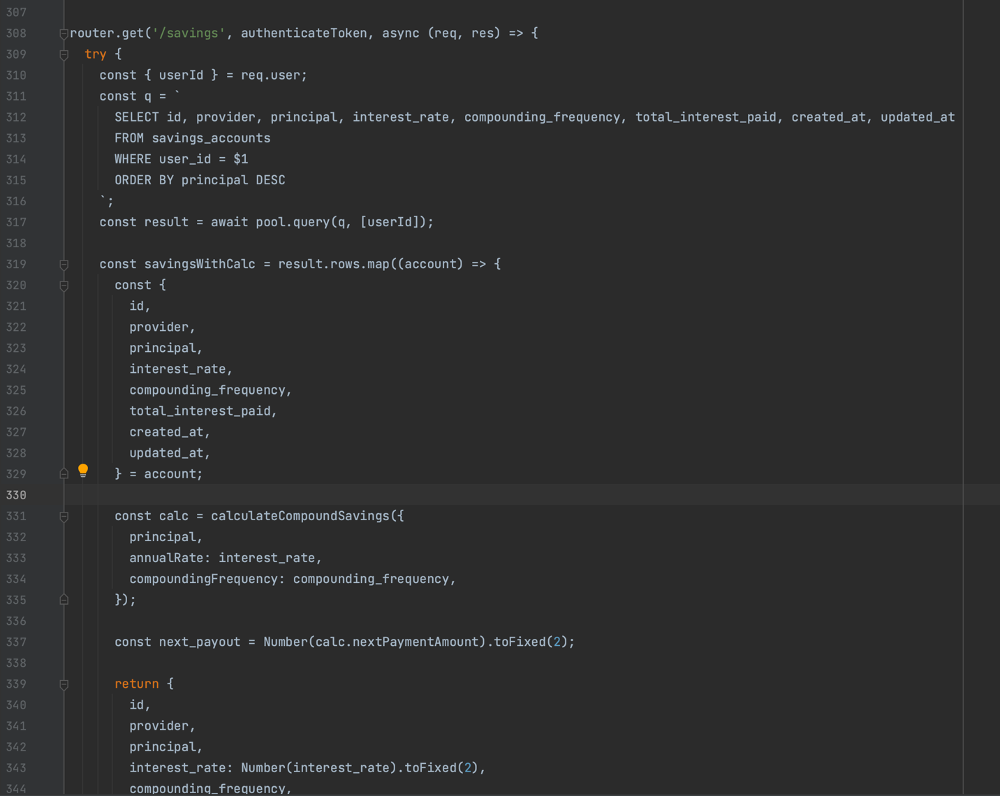 307
308 router.get('/savings', authenticateToken, async (req, res) => {
309   try {
310     const { userId } = req.user;
311     const q = `
312       SELECT id, provider, principal, interest_rate, compounding_frequency, total_interest_paid, created_at, updated_at
313       FROM savings_accounts
314       WHERE user_id = $1
315       ORDER BY principal DESC
316     `;
317     const result = await pool.query(q, [userId]);
318
319     const savingsWithCalc = result.rows.map((account) => {
320       const {
321         id,
322         provider,
323         principal,
324         interest_rate,
325         compounding_frequency,
326         total_interest_paid,
327         created_at,
328         updated_at,
329       } = account;
330
331       const calc = calculateCompoundSavings({
332         principal,
333         annualRate: interest_rate,
334         compoundingFrequency: compounding_frequency,
335       });
336
337       const next_payout = Number(calc.nextPaymentAmount).toFixed(2);
338
339       return {
340         id,
341         provider,
342         principal,
343         interest_rate: Number(interest_rate).toFixed(2),
344         compounding_frequency,